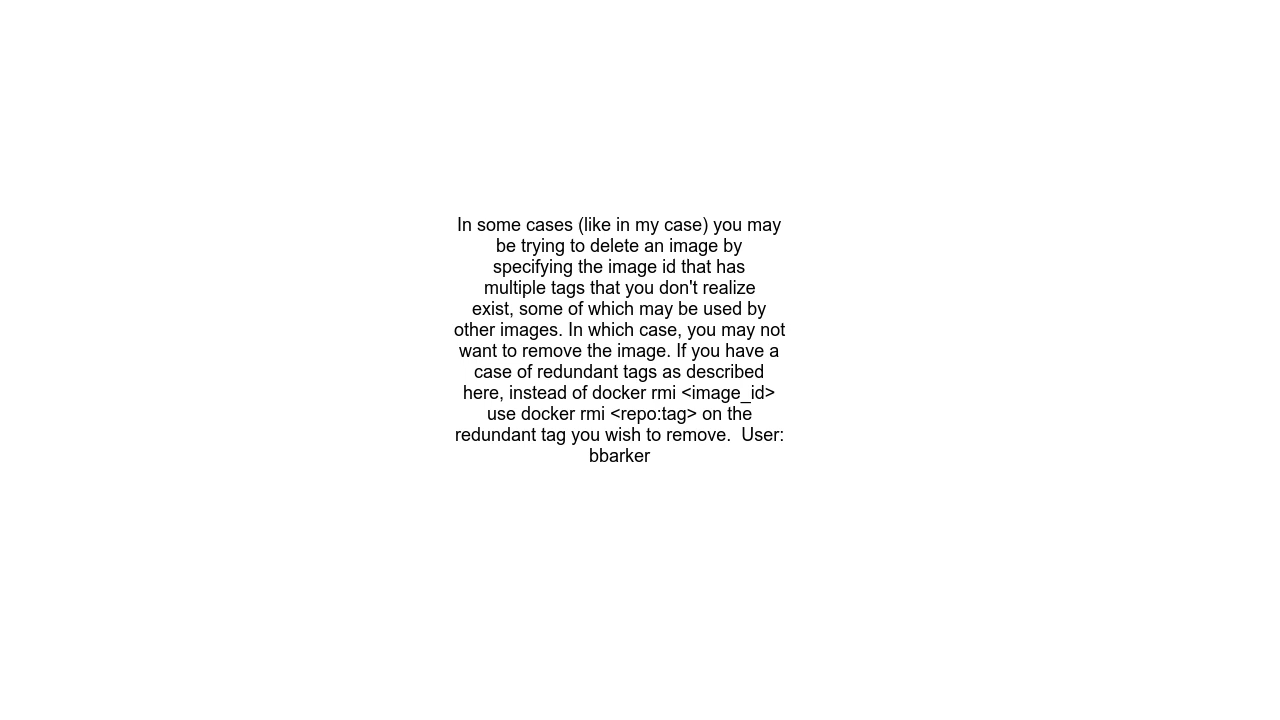 In some cases (like in my case) you may
be trying to delete an image by
specifying the image id that has
multiple tags that you don't realize
exist, some of which may be used by
other images. In which case, you may not
want to remove the image. If you have a
case of redundant tags as described
here, instead of docker rmi <image_id>
use docker rmi <repo:tag> on the
redundant tag you wish to remove.  User:
bbarker